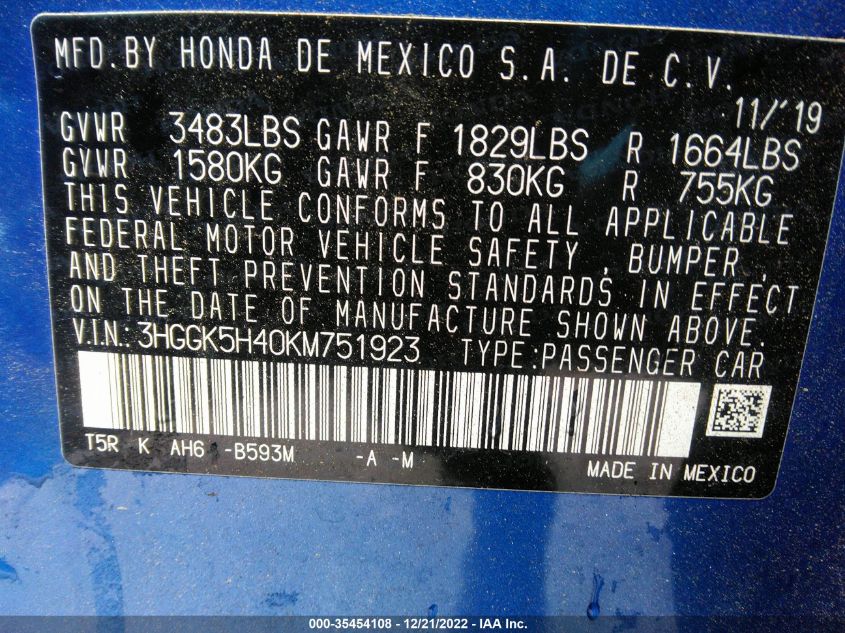 MFD. BY HONDA DE MEXICO S.A. DE C.V.
11/'19
GVWR 3483LBS GAWR F 1829LBS R 1664LBS
GVWR 1580KG GAWR F 830KG R 755KG
THIS VEHICLE CONFORMS TO ALL APPLICABLE
FEDERAL MOTOR VEHICLE SAFETY , BUMPER ,
AND THEFT PREVENTION STANDARDS IN EFFECT
ON THE DATE OF MANUFACTURE SHOWN ABOVE.
V.I.N.: 3HGGK5H40KM751923 TYPE:PASSENGER CAR
T5R K AH6 -B593M -A -M
MADE IN MEXICO
000-35454108 - 12/21/2022 - IAA Inc.